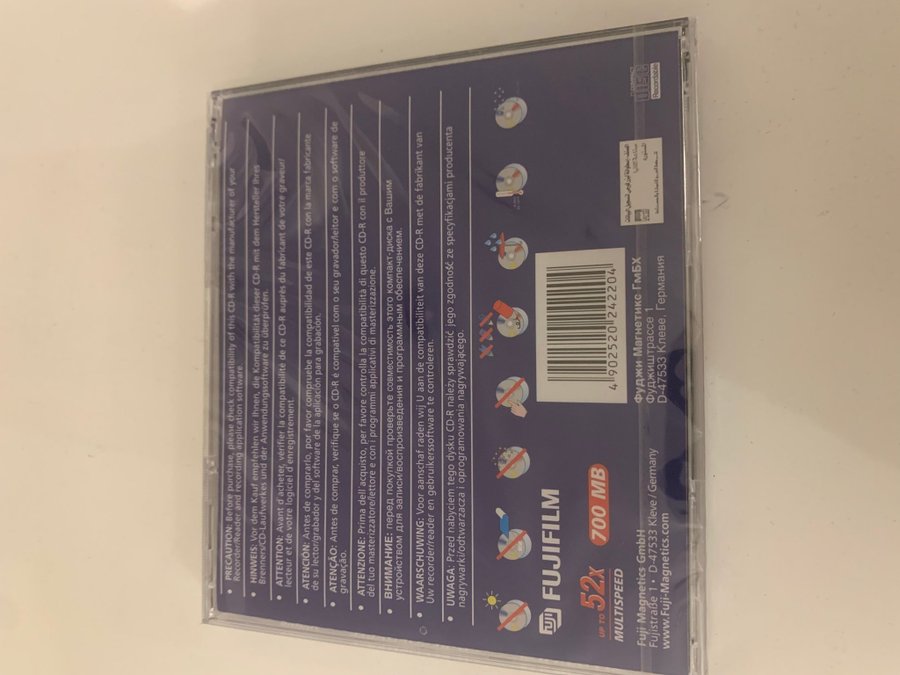 • PRECAUTION: Before purchase, please check compatibility of this CD-R with the manufacturer of your
Recorder/Reader and recording application software.
• HINWEIS: Vor dem Kauf empfehlen wir Ihnen, die Kompatibilität dieser CD-R mit dem Hersteller Ihres
Brenners/CD-Laufwerkes und der Anwendungssoftware zu überprüfen.
• ATTENTION: Avant d'acheter, vérifier la compatibilité de ce CD-R auprès du fabricant de votre graveur/
lecteur et de votre logiciel d'enregistrement.
• ATENCIÓN: Antes de comprarlo, por favor compruebe la compatibilidad de este CD-R con la marta fabricante
de su lector/grabador y del software de la aplicación para grabación.
• ATENÇÃO: Antes de comprar, verifique se o CD-R é compatível com o seu gravador/leitor e com o software de
gravação.
• ATTENZIONE: Prima dell acquisto, per favore controlla la compatibilità di questo CD-R con il produttore
del tuo masterizzatore/lettore e con i programmi applicativi di masterizzazione.
• ВНИМАНИЕ: перед покупкой проверьте совместимость этого компакт-диска с Вашим
устройством для записи/воспроизведения и программным обеспечением.
• WAARSCHUWING: Voor aanschaf raden wij U aan de compatibiliteit van deze CD-R met de fabrikant van
Uw recorder/reader en gebruikerssoftware te controleren.
• UWAGA: Przed nabyciem tego dysku CD-R należy sprawdzić jego zgodność ze specyfikacjami producenta
nagrywarki/odtwarzacza i oprogramowania nagrywającego.
FUJI FUJIFILM
UP TO 52x
MULTISPEED
700 MB
4 902520 242204
COMPACT
disc
Recordable
Fuji Magnetics GmbH
Fujistraße 1 • D-47533 Kleve / Germany
www.Fuji-Magnetics.com
Фуджи Магнетикс ГмБХ
Фуджиштрассе 1
D-47533 Клеве, Германия